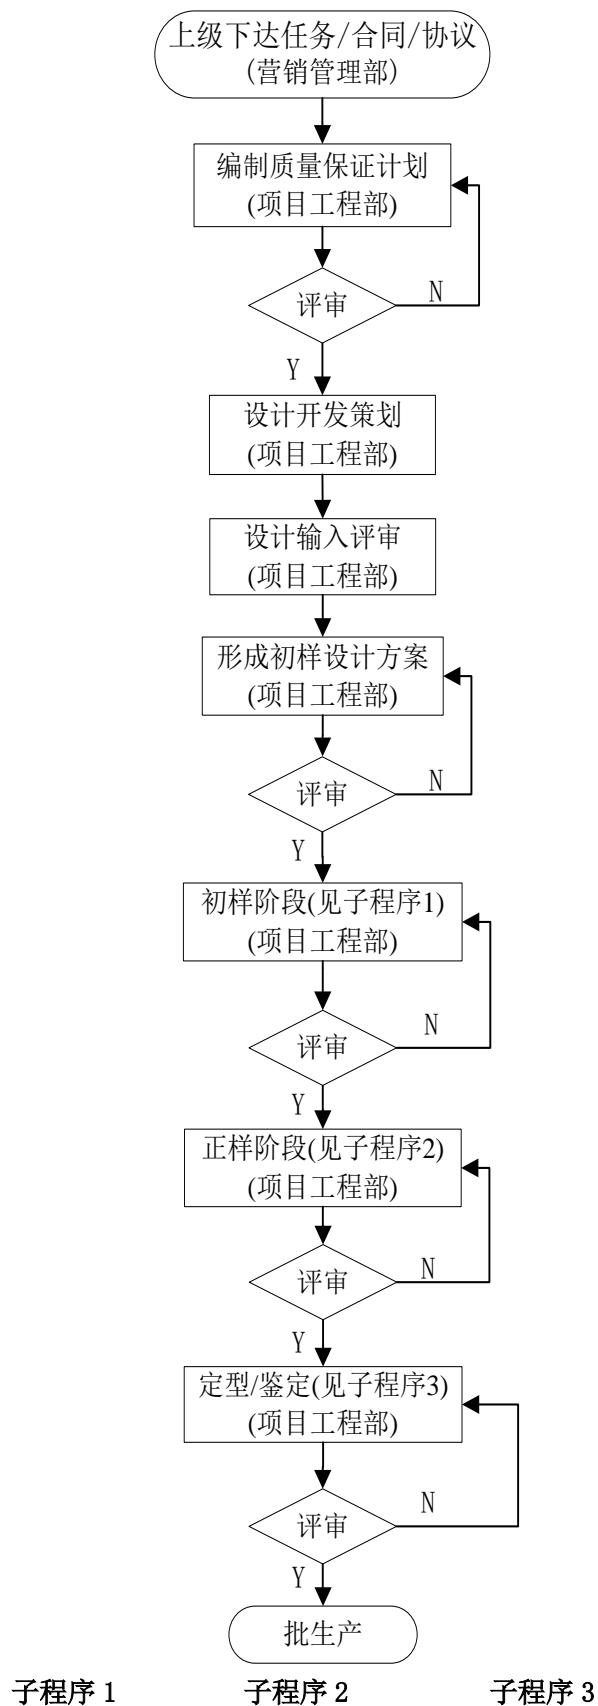 上级下达任务/合同/协议
(营销管理部)
编制质量保证计划
(项目工程部)
评审
N
Y
设计开发策划
(项目工程部)
设计输入评审
(项目工程部)
形成初样设计方案
(项目工程部)
评审
N
Y
初样阶段(见子程序1)
(项目工程部)
评审
N
Y
正样阶段(见子程序2)
(项目工程部)
评审
N
Y
定型/鉴定(见子程序3)
(项目工程部)
评审
N
Y
批生产
子程序 1 子程序 2 子程序 3